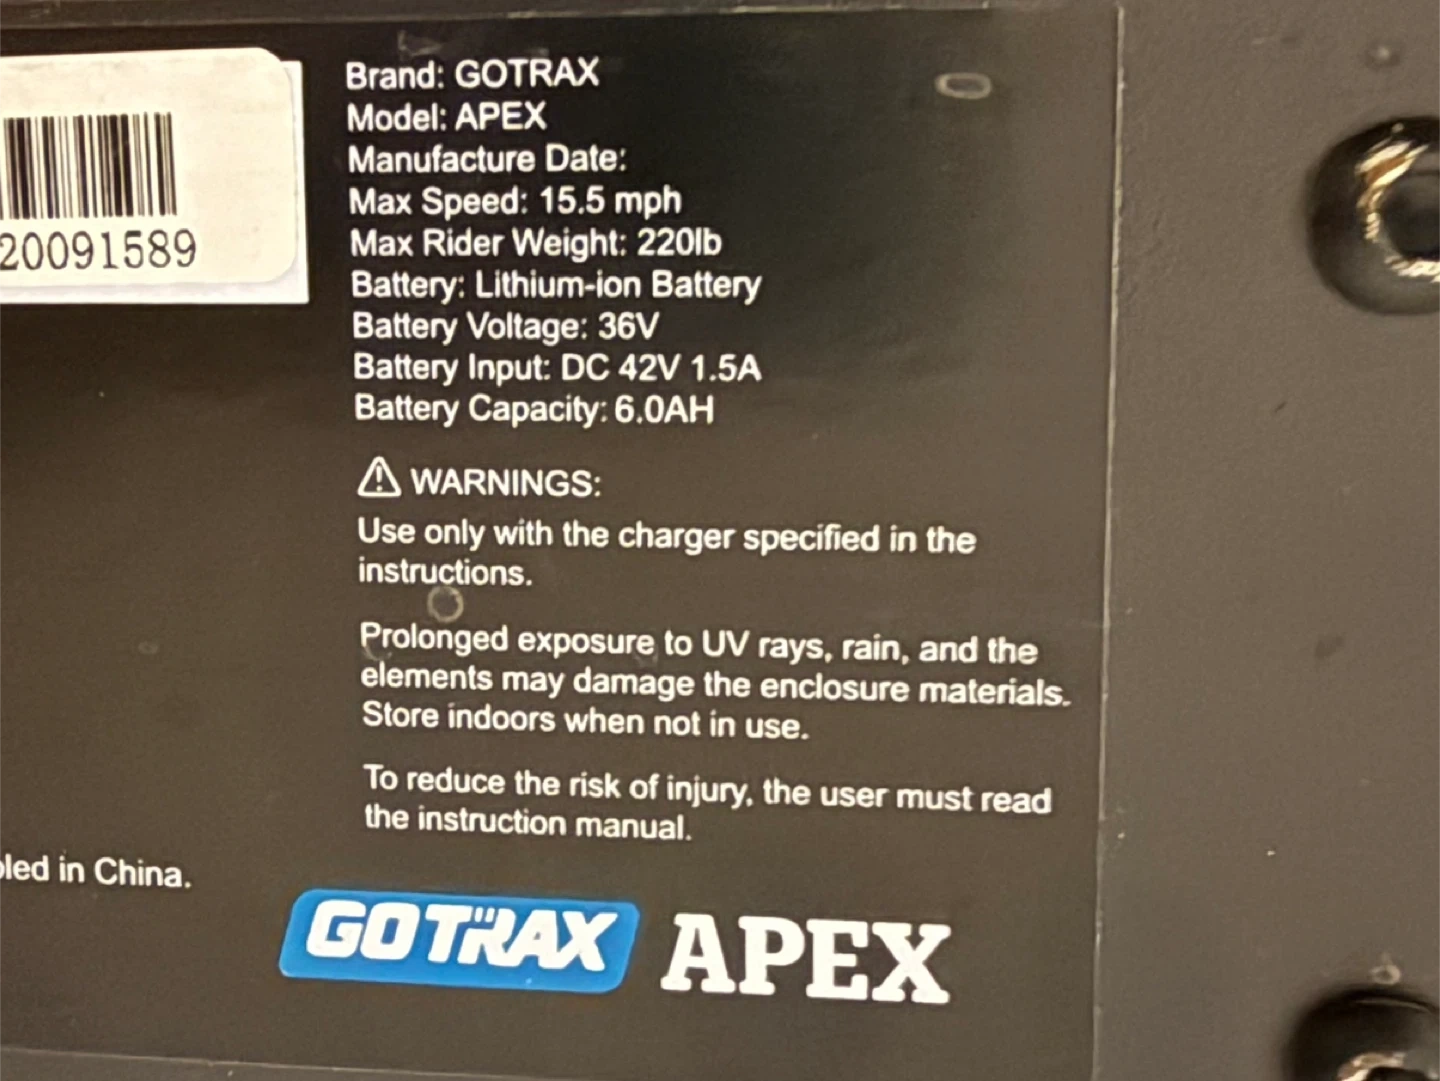 Brand: GOTRAX
Model: APEX
Manufacture Date:
Max Speed: 15.5 mph
Max Rider Weight: 220lb
Battery: Lithium-ion Battery
Battery Voltage: 36V
Battery Input: DC 42V 1.5A
Battery Capacity: 6.0AH
20091589
⚠ WARNINGS:
Use only with the charger specified in the
instructions.
Prolonged exposure to UV rays, rain, and the
elements may damage the enclosure materials.
Store indoors when not in use.
To reduce the risk of injury, the user must read
the instruction manual.
in China.
GOTRAX APEX